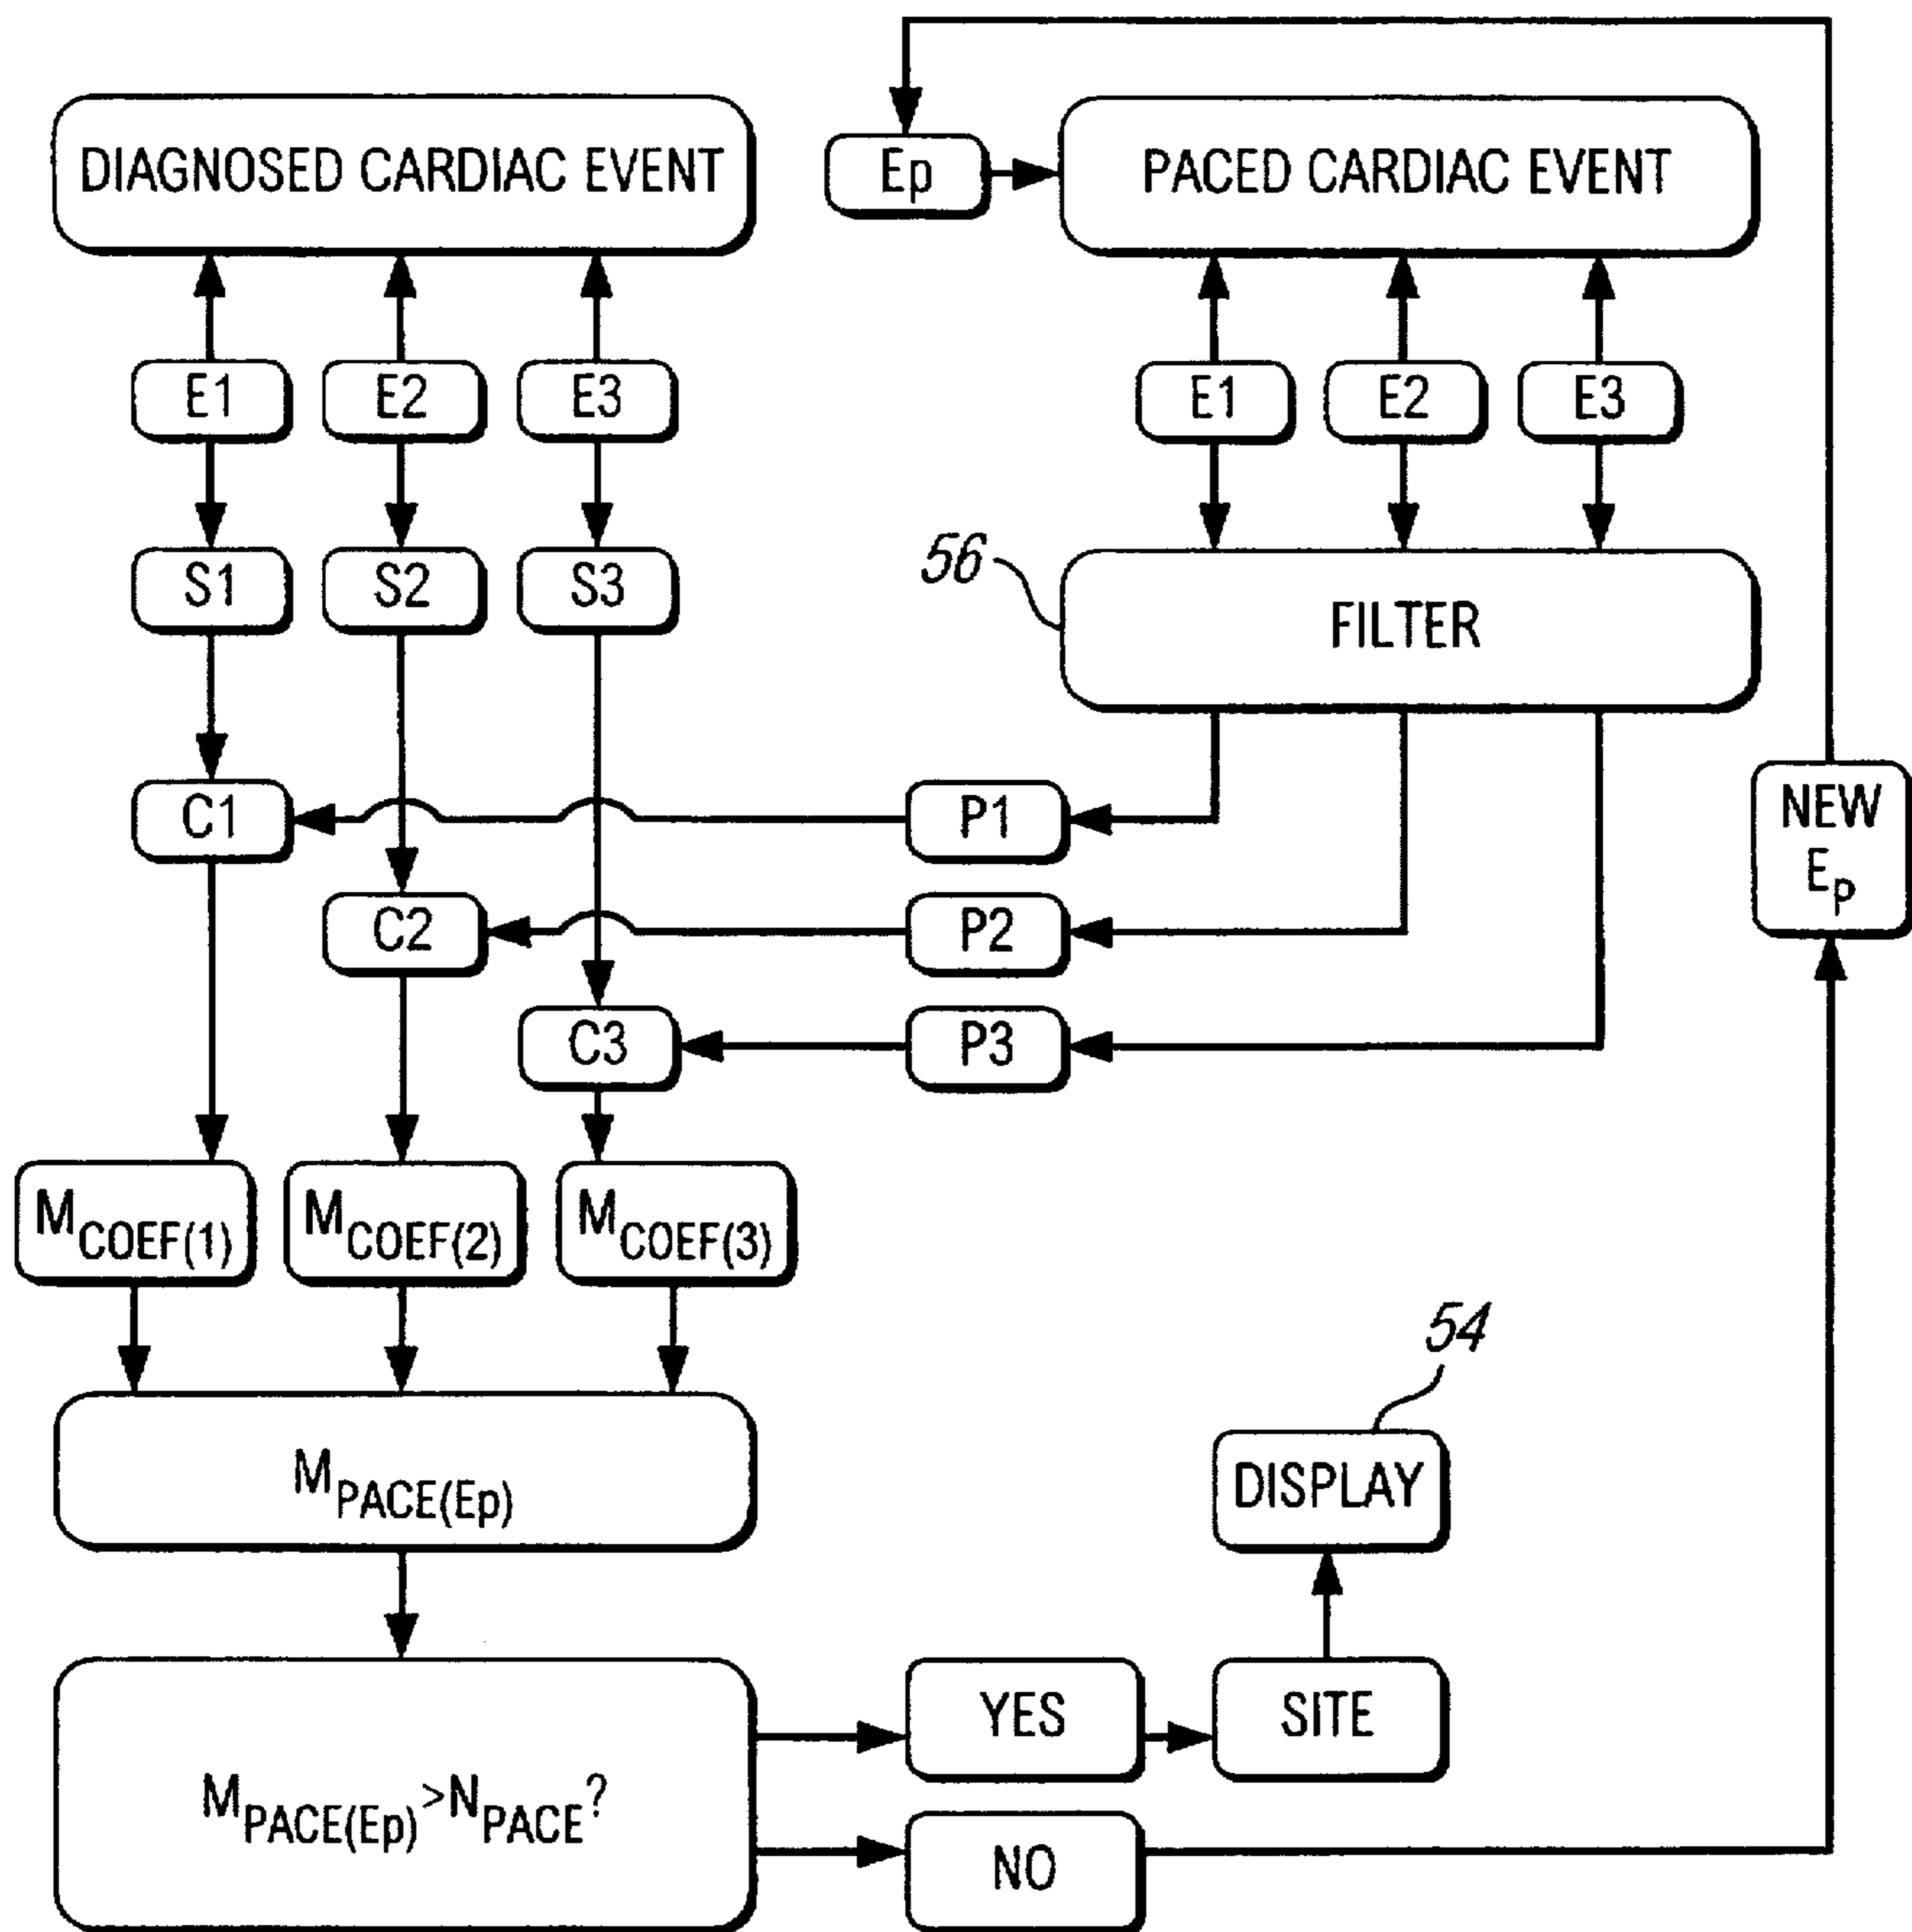 DIAGNOSED CARDIAC EVENT
Ep
PACED CARDIAC EVENT
E1
E2
E3
E1
E2
E3
S1
S2
S3
56
FILTER
C1
P1
NEW
Ep
C2
P2
C3
P3
MCOEF(1)
MCOEF(2)
MCOEF(3)
54
DISPLAY
MPACE(Ep)
YES
SITE
MPACE(Ep)>NPACE?
NO